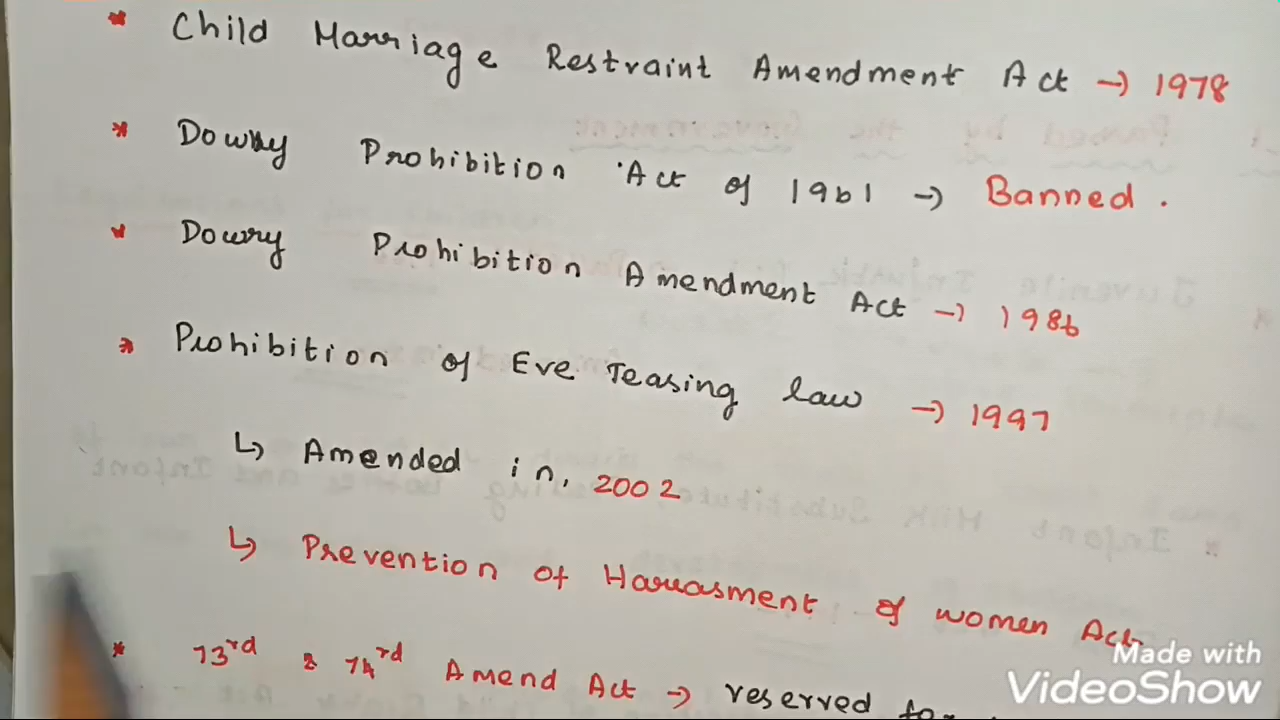 * Child Marriage Restraint Amendment Act → 1978
* Dowry Prohibition Act of 1961 → Banned.
* Dowry Prohibition Amendment Act → 1986
* Prohibition of Eve Teasing law → 1997
↳ Amended in, 2002
↳ Prevention of Harrasment of women Act
* 73rd & 74rd Amend Act → reserved for
Made with
VideoShow